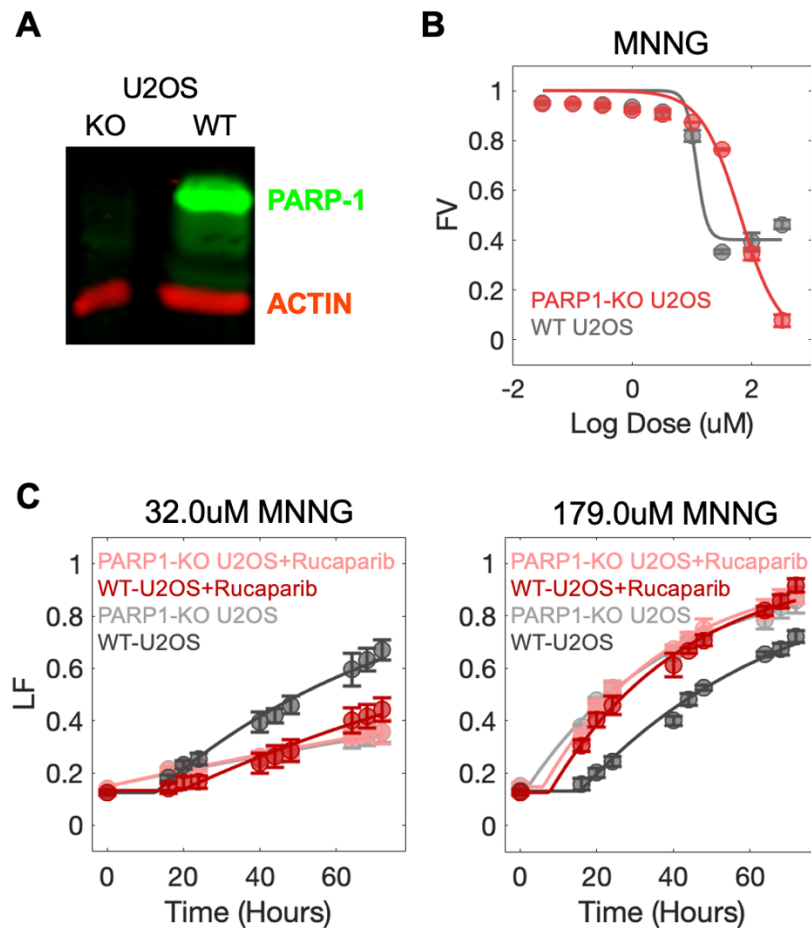 A
U2OS
KO WT
PARP-1
ACTIN
B
MNNG
1
0.8
0.6
0.4
0.2
0
FV
PARP1-KO U2OS
WT U2OS
-2 0 2
Log Dose (uM)
C
32.0uM MNNG
PARP1-KO U2OS+Rucaparib
WT-U2OS+Rucaparib
PARP1-KO U2OS
WT-U2OS
1
0.8
0.6
0.4
0.2
0
LF
0 20 40 60
Time (Hours)
179.0uM MNNG
PARP1-KO U2OS+Rucaparib
WT-U2OS+Rucaparib
PARP1-KO U2OS
WT-U2OS
1
0.8
0.6
0.4
0.2
0
0 20 40 60
Time (Hours)